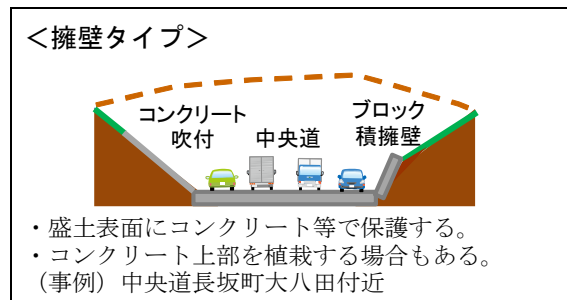 ＜擁壁タイプ＞
コンクリート
吹付
中央道
ブロック
積擁壁
・盛土表面にコンクリート等で保護する。
・コンクリート上部を植栽する場合もある。
（事例）中央道長坂町大八田付近